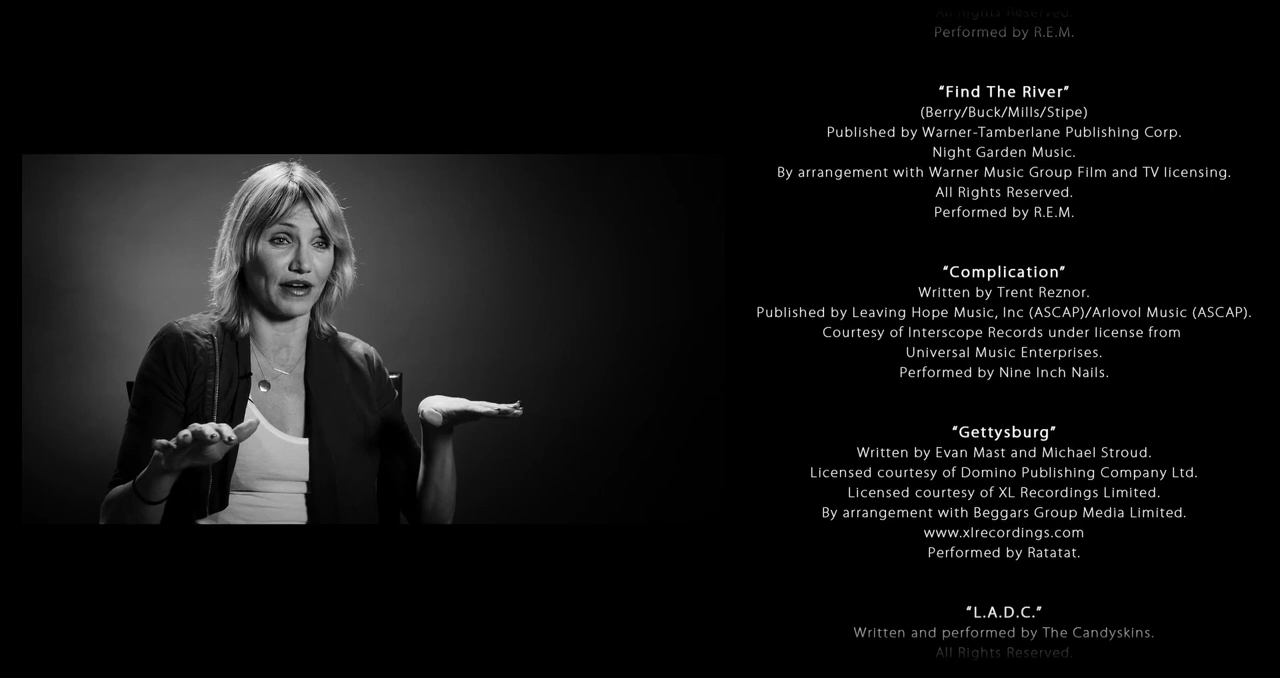 All Rights Reserved.
Performed by R.E.M.
“Find The River”
(Berry/Buck/Mills/Stipe)
Published by Warner-Tamberlane Publishing Corp.
Night Garden Music.
By arrangement with Warner Music Group Film and TV licensing.
All Rights Reserved.
Performed by R.E.M.
“Complication”
Written by Trent Reznor.
Published by Leaving Hope Music, Inc (ASCAP)/Arlovol Music (ASCAP).
Courtesy of Interscope Records under license from
Universal Music Enterprises.
Performed by Nine Inch Nails.
“Gettysburg”
Written by Evan Mast and Michael Stroud.
Licensed courtesy of Domino Publishing Company Ltd.
Licensed courtesy of XL Recordings Limited.
By arrangement with Beggars Group Media Limited.
www.xlrecordings.com
Performed by Ratatat.
“L.A.D.C.”
Written and performed by The Candyskins.
All Rights Reserved.